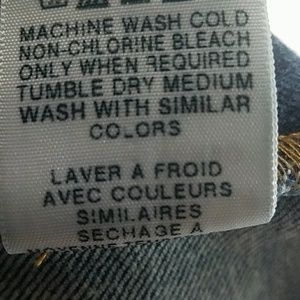 MACHINE WASH COLD
NON-CHLORINE BLEACH
ONLY WHEN REQUIRED
TUMBLE DRY MEDIUM
WASH WITH SIMILAR
COLORS
LAVER A FROID
AVEC COULEURS
SIMILAIRES
SECHAGE A